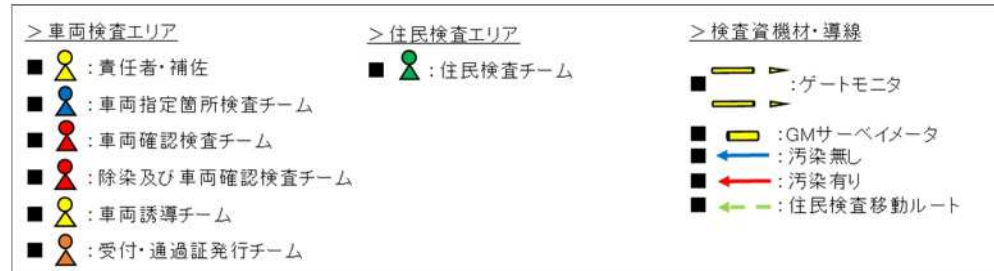 ＞車両検査エリア
■ ：責任者・補佐
■ ：車両指定箇所検査チーム
■ ：車両確認検査チーム
■ ：除染及び車両確認検査チーム
■ ：車両誘導チーム
■ ：受付・通過証発行チーム
＞住民検査エリア
■ ：住民検査チーム
＞検査資機材・導線
■ ：ゲートモニタ
■ ：GMサーベイメータ
■ ：汚染無し
■ ：汚染有り
■ ：住民検査移動ルート